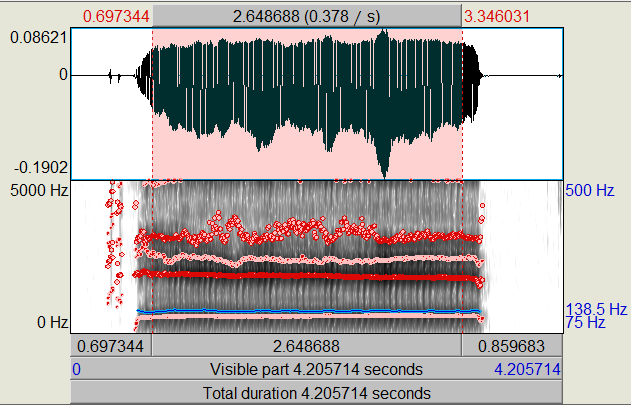 0.697344 2.648688 (0.378 / s) 3.346031
0.08621
0
-0.1902
5000 Hz 500 Hz
138.5 Hz
0 Hz 75 Hz
0.697344 2.648688 0.859683
0 Visible part 4.205714 seconds 4.205714
Total duration 4.205714 seconds